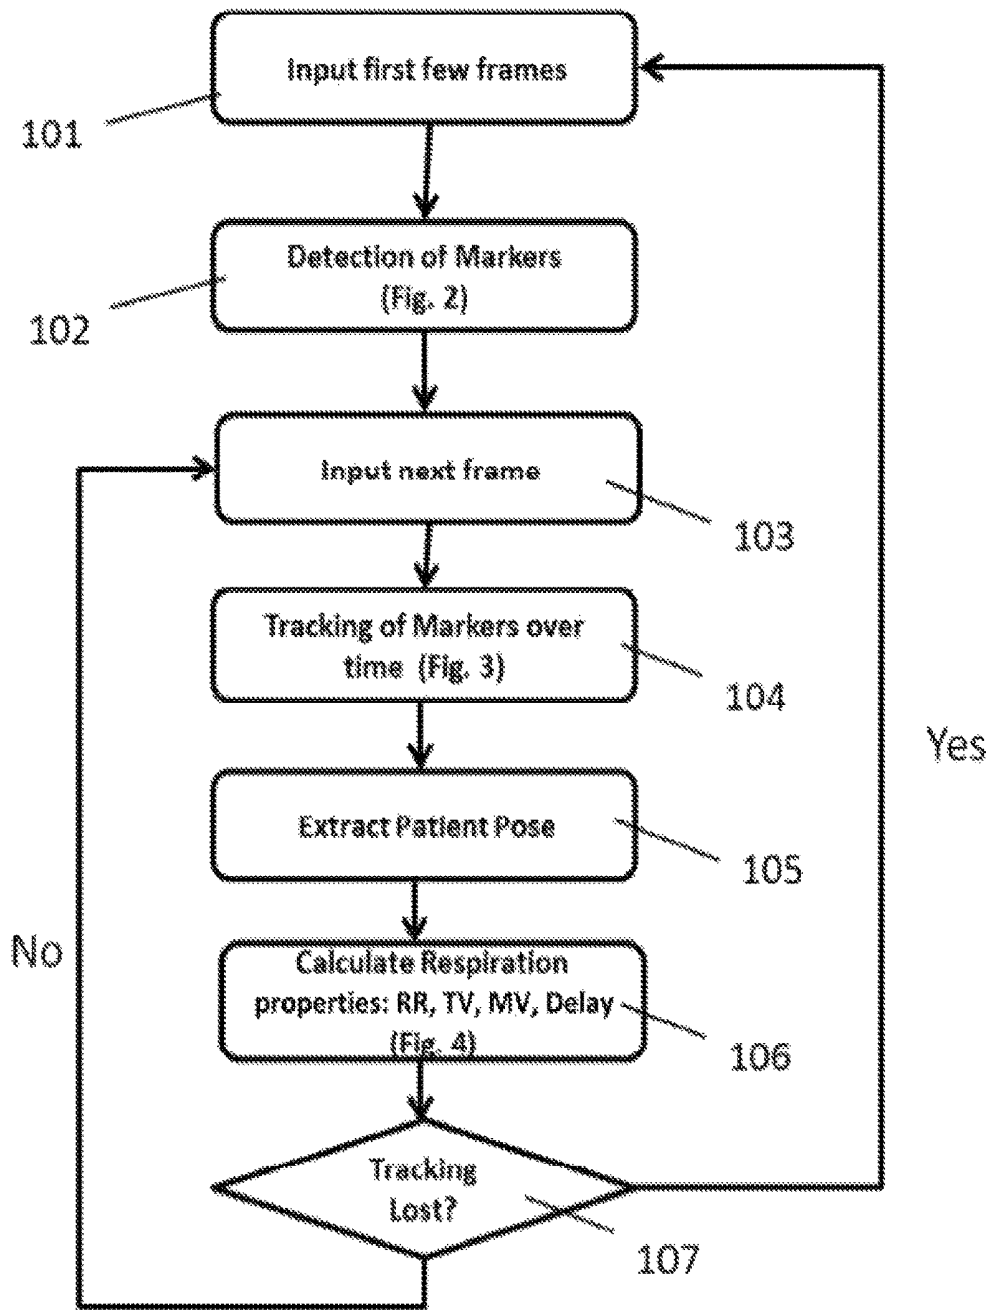 Input first few frames
101
Detection of Markers
(Fig. 2)
102
Input next frame
103
Tracking of Markers over
time (Fig. 3)
104
Yes
Extract Patient Pose
105
No
Calculate Respiration
properties: RR, TV, MV, Delay
(Fig. 4)
106
Tracking
Lost?
107